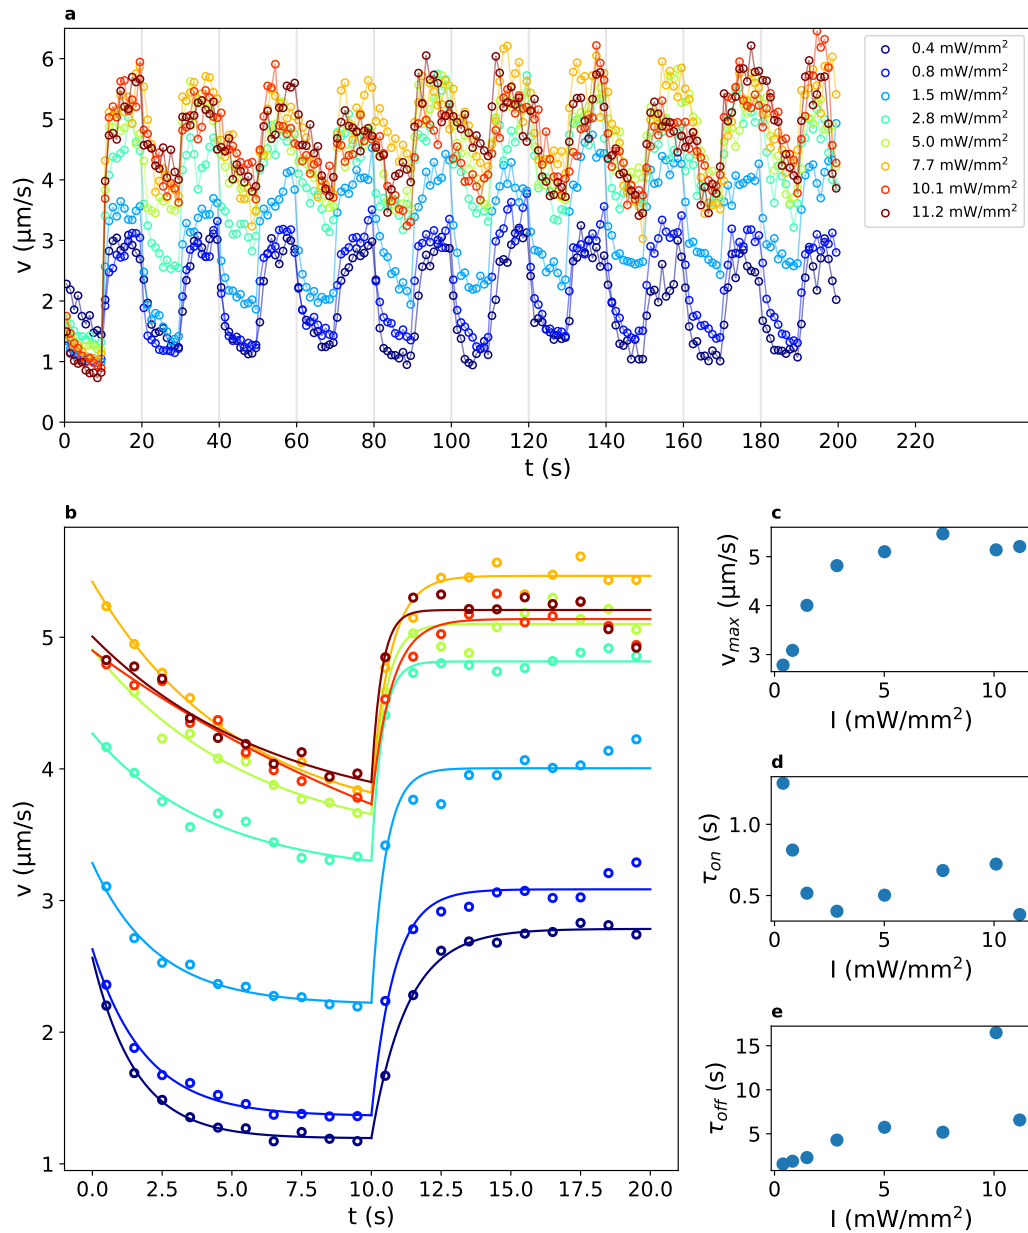 a
6
5
4
3
2
1
0
v (μm/s)
0 20 40 60 80 100 120 140 160 180 200 220
t (s)
0.4 mW/mm²
0.8 mW/mm²
1.5 mW/mm²
2.8 mW/mm²
5.0 mW/mm²
7.7 mW/mm²
10.1 mW/mm²
11.2 mW/mm²
b
5
4
3
2
1
v (μm/s)
0.0 2.5 5.0 7.5 10.0 12.5 15.0 17.5 20.0
t (s)
c
5
4
3
vmax (μm/s)
0 5 10
I (mW/mm²)
d
1.0
0.5
τon (s)
0 5 10
I (mW/mm²)
e
15
10
5
τoff (s)
0 5 10
I (mW/mm²)